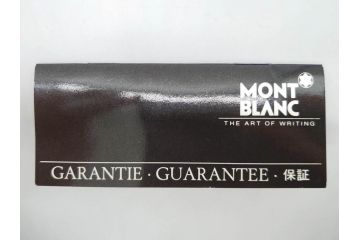 MONT
BLANC
THE ART OF WRITING
GARANTIE · GUARANTEE · 保証